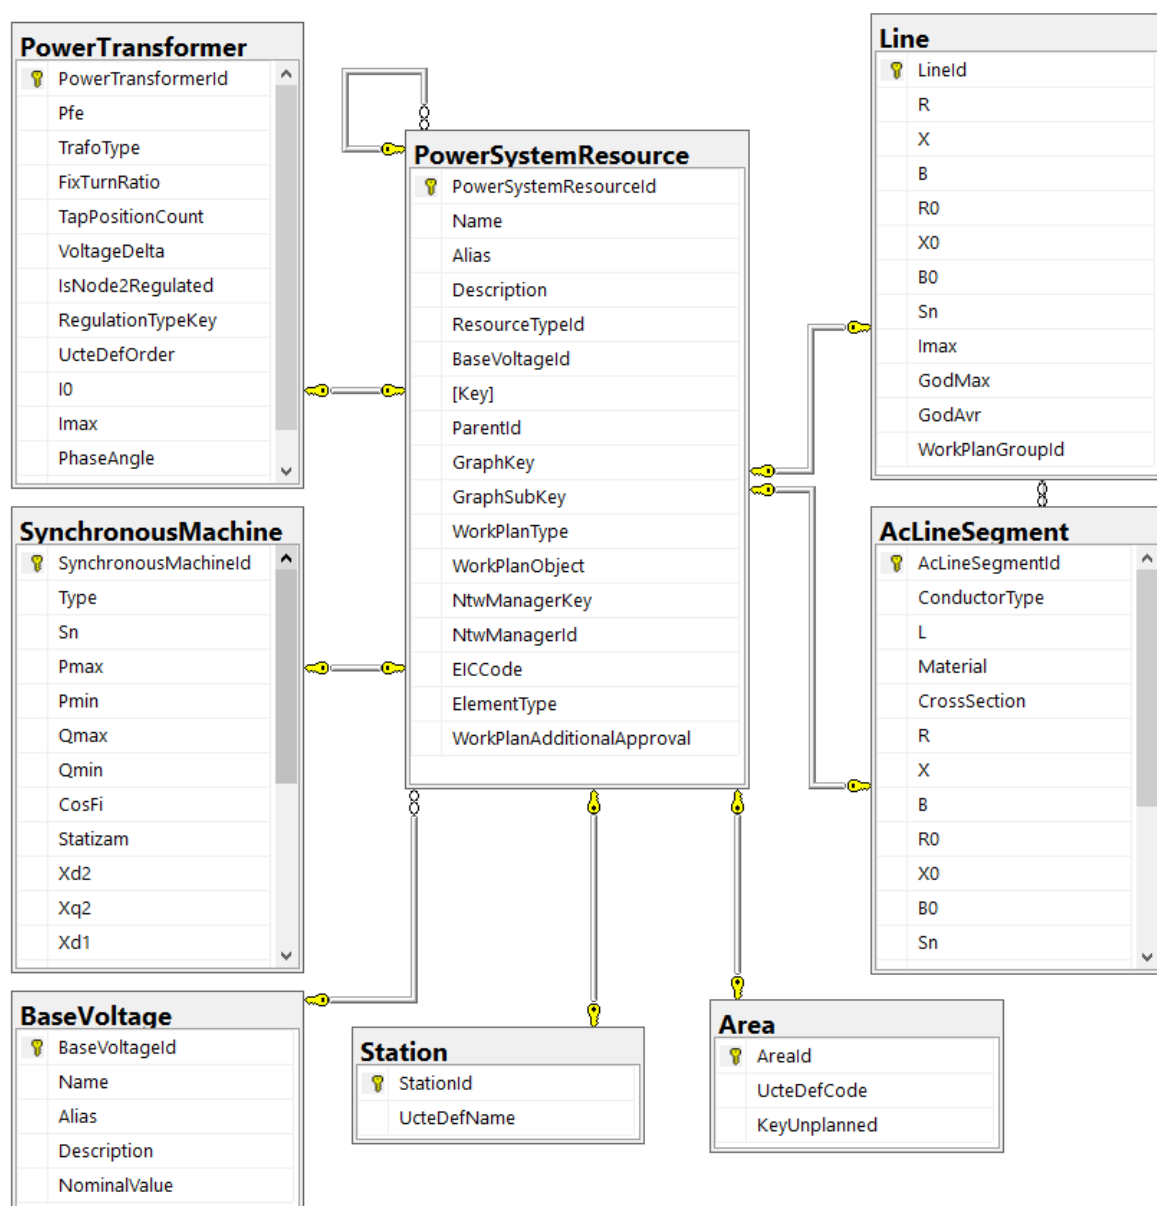 PowerTransformer
PowerTransformerId
Pfe
TrafoType
FixTurnRatio
TapPositionCount
VoltageDelta
IsNode2Regulated
RegulationTypeKey
UcteDefOrder
I0
Imax
PhaseAngle
PowerSystemResource
PowerSystemResourceId
Name
Alias
Description
ResourceTypeId
BaseVoltageId
[Key]
ParentId
GraphKey
GraphSubKey
WorkPlanType
WorkPlanObject
NtwManagerKey
NtwManagerId
EICCode
ElementType
WorkPlanAdditionalApproval
Line
LineId
R
X
B
R0
X0
B0
Sn
Imax
GodMax
GodAvr
WorkPlanGroupId
SynchronousMachine
SynchronousMachineId
Type
Sn
Pmax
Pmin
Qmax
Qmin
CosFi
Statizam
Xd2
Xq2
Xd1
AcLineSegment
AcLineSegmentId
ConductorType
L
Material
CrossSection
R
X
B
R0
X0
B0
Sn
BaseVoltage
BaseVoltageId
Name
Alias
Description
NominalValue
Station
StationId
UcteDefName
Area
AreaId
UcteDefCode
KeyUnplanned